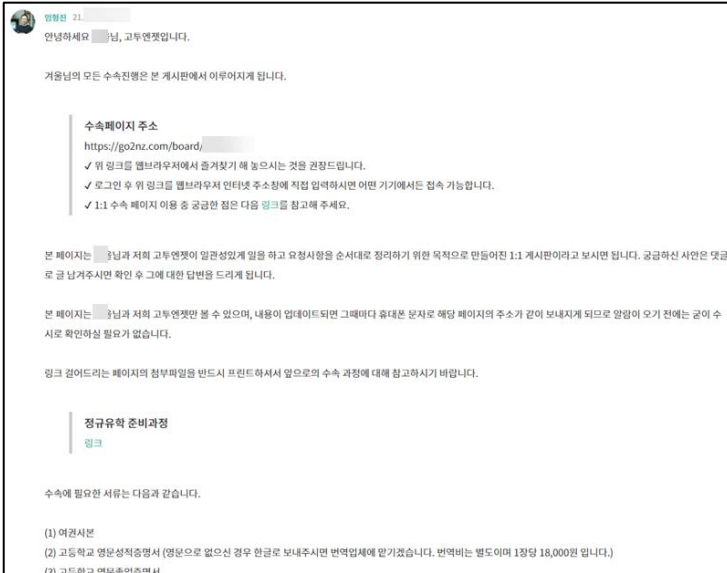 임형진 21.
안녕하세요 님, 고투엔젯입니다.
겨울님의 모든 수속진행은 본 게시판에서 이루어지게 됩니다.
수속페이지 주소
https://go2nz.com/board/
✓ 위 링크를 웹브라우저에서 즐겨찾기 해 놓으시는 것을 권장드립니다.
✓ 로그인 후 위 링크를 웹브라우저 인터넷 주소창에 직접 입력하시면 어떤 기기에서든 접속 가능합니다.
✓ 1:1 수속 페이지 이용 중 궁금한 점은 다음 링크를 참고해 주세요.
본 페이지는 님과 저희 고투엔젯이 일관성있게 일을 하고 요청사항을 순서대로 정리하기 위한 목적으로 만들어진 1:1 게시판이라고 보시면 됩니다. 궁금하신 사안은 댓글
로 글 남겨주시면 확인 후 그에 대한 답변을 드리게 됩니다.
본 페이지는 님과 저희 고투엔젯만 볼 수 있으며, 내용이 업데이트되면 그때마다 휴대폰 문자로 해당 페이지의 주소가 같이 보내지게 되므로 알람이 오기 전에는 굳이 수
시로 확인하실 필요가 없습니다.
링크 걸어드리는 페이지의 첨부파일을 반드시 프린트하셔서 앞으로의 수속 과정에 대해 참고하시기 바랍니다.
정규유학 준비과정
링크
수속에 필요한 서류는 다음과 같습니다.
(1) 여권사본
(2) 고등학교 영문성적증명서 (영문으로 없으신 경우 한글로 보내주시면 번역업체에 맡기겠습니다. 번역비는 별도이며 1장당 18,000원 입니다.)
(3) 고등학교 영문졸업증명서